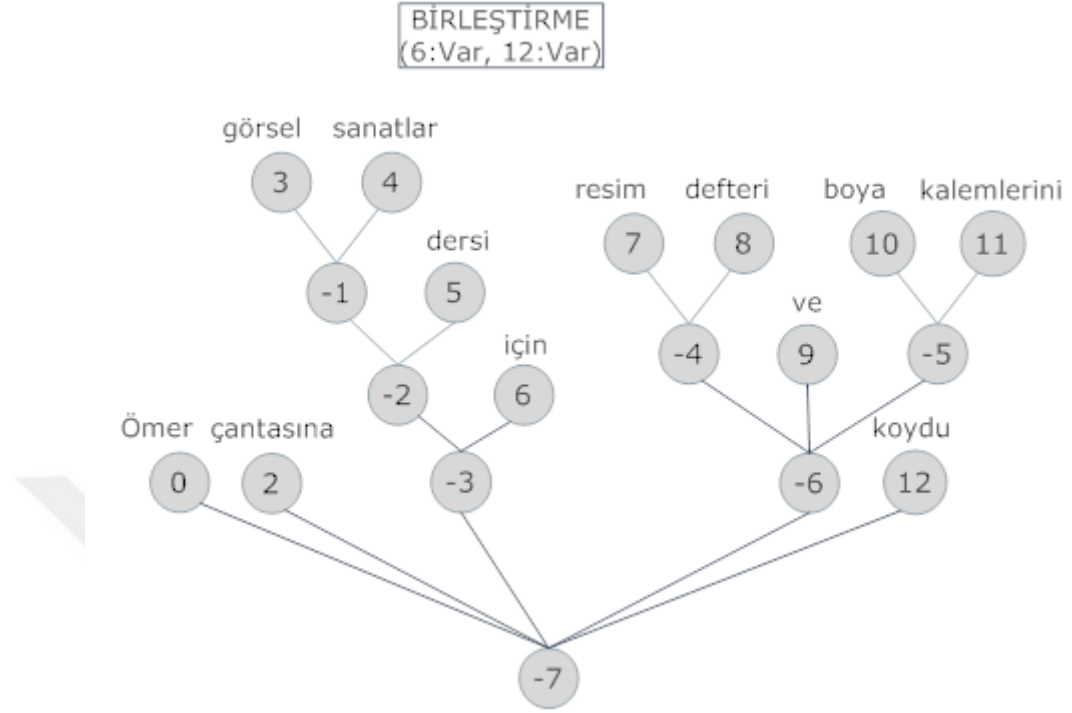 BİRLEŞTİRME
(6:Var, 12:Var)
görsel sanatlar
3 4
resim defteri boya kalemlerini
dersi
7 8 10 11
-1 5
ve
için
-4 9 -5
-2 6
Ömer çantasına koydu
0 2 -3 -6 12
-7